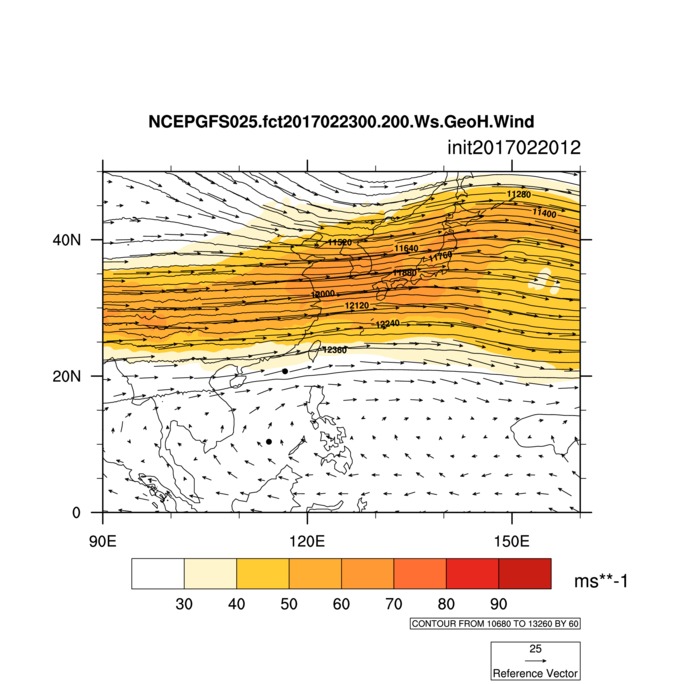 NCEPGFS025.fct2017022300.200.Ws.GeoH.Wind
init2017022012
11280
11400
40N
11520
11640
11760
11880
12000
12120
12240
12360
20N
0
90E 120E 150E
ms**-1
30 40 50 60 70 80 90
CONTOUR FROM 10680 TO 13260 BY 60
25
Reference Vector